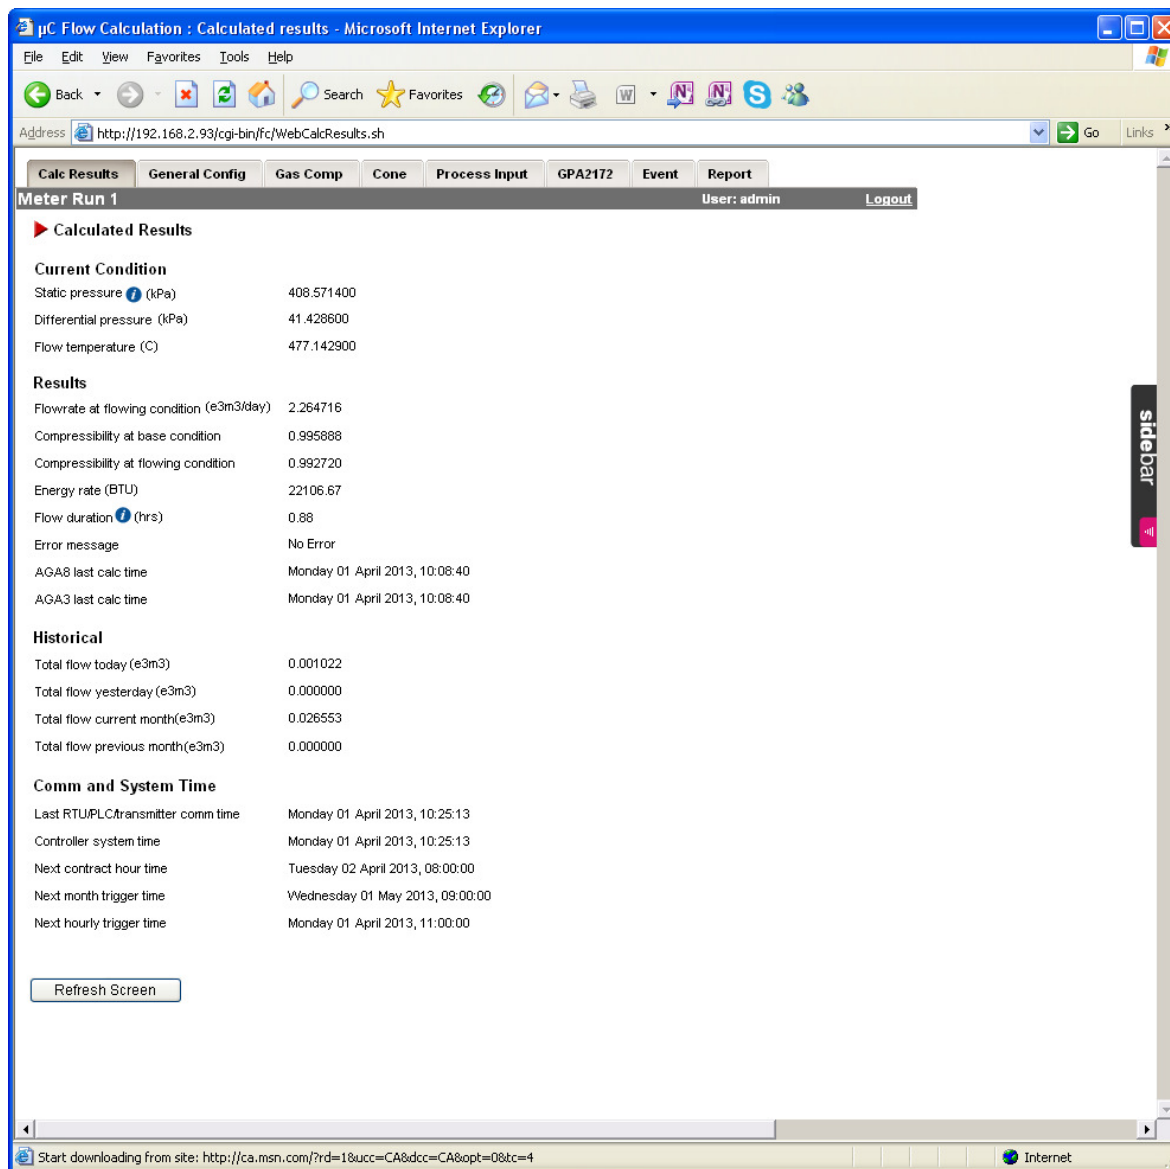 µC Flow Calculation : Calculated results - Microsoft Internet Explorer
File Edit View Favorites Tools Help
Back Search Favorites
Address http://192.168.2.93/cgi-bin/fc/WebCalcResults.sh Go Links
Calc Results General Config Gas Comp Cone Process Input GPA2172 Event Report
Meter Run 1 User: admin Logout
Calculated Results
Current Condition
Static pressure i (kPa) 408.571400
Differential pressure (kPa) 41.428600
Flow temperature (C) 477.142900
Results
Flowrate at flowing condition (e3m3/day) 2.264716
Compressibility at base condition 0.995888
Compressibility at flowing condition 0.992720
Energy rate (BTU) 22106.67
Flow duration i (hrs) 0.88
Error message No Error
AGA8 last calc time Monday 01 April 2013, 10:08:40
AGA3 last calc time Monday 01 April 2013, 10:08:40
Historical
Total flow today (e3m3) 0.001022
Total flow yesterday (e3m3) 0.000000
Total flow current month(e3m3) 0.026553
Total flow previous month(e3m3) 0.000000
Comm and System Time
Last RTU/PLC/transmitter comm time Monday 01 April 2013, 10:25:13
Controller system time Monday 01 April 2013, 10:25:13
Next contract hour time Tuesday 02 April 2013, 08:00:00
Next month trigger time Wednesday 01 May 2013, 09:00:00
Next hourly trigger time Monday 01 April 2013, 11:00:00
Refresh Screen
sidebar
Start downloading from site: http://ca.msn.com/?rd=1&ucc=CA&dcc=CA&opt=0&tc=4 Internet